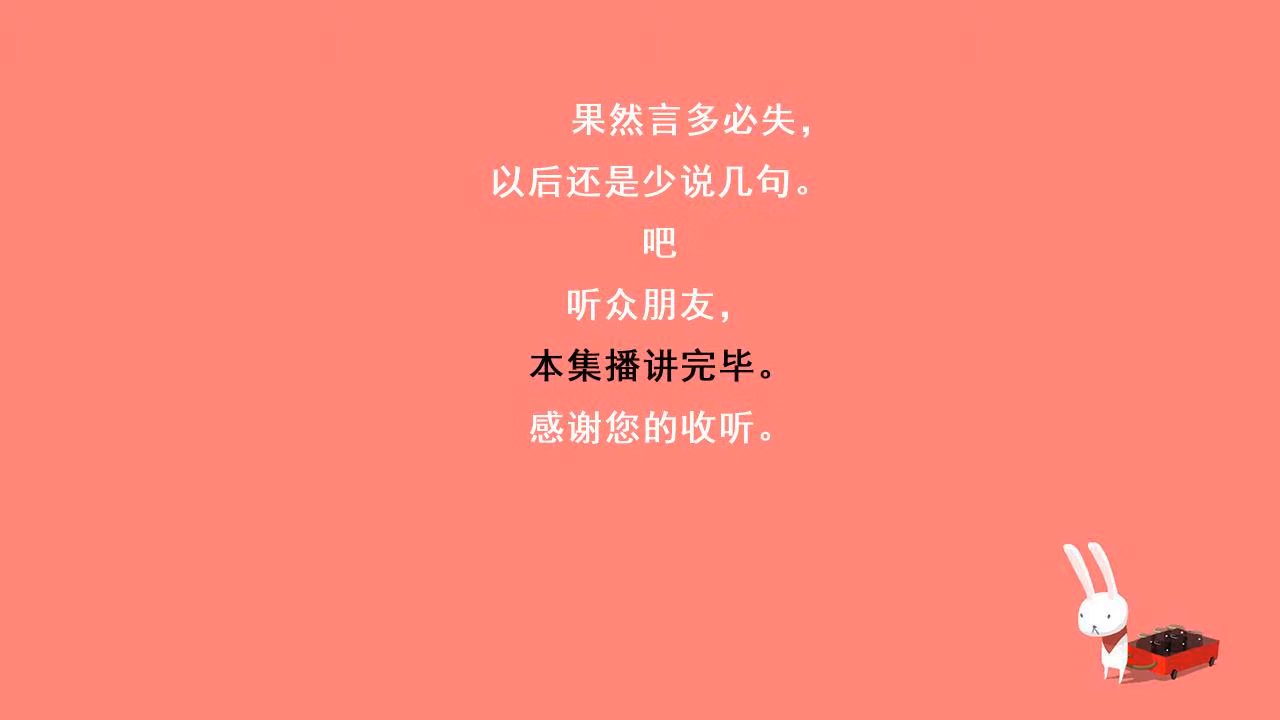 果然言多必失，
以后还是少说几句。
吧
听众朋友，
本集播讲完毕。
感谢您的收听。